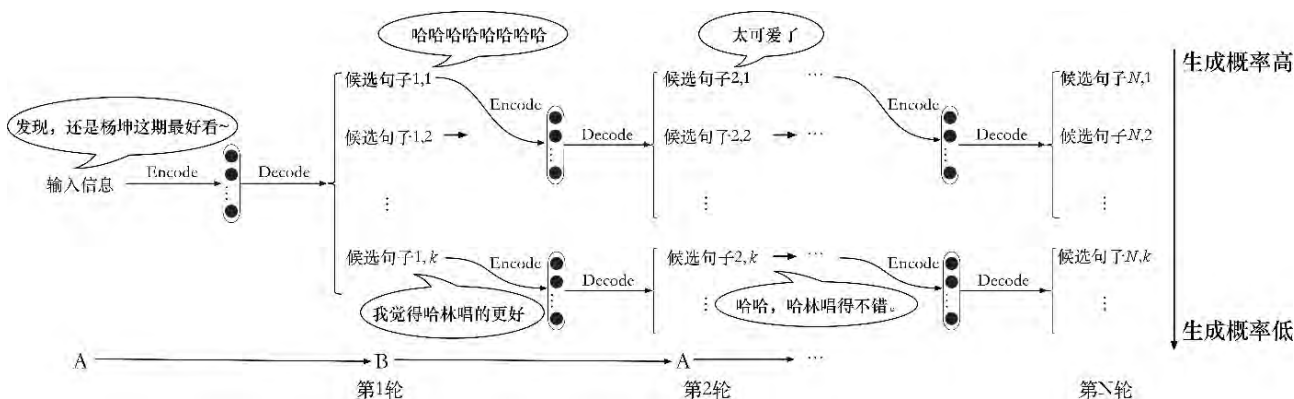 哈哈哈哈哈哈哈哈
太可爱了
生成概率高
候选句子1,1
候选句子2,1
…
候选句子N,1
Encode
Encode
发现，还是杨坤这期最好看~
候选句子1,2
Decode
候选句了2,2
…
Decode
候选句子N,2
输入信息
Encode
Decode
候选句子1,k
Encode
候选句子2,k
…
Encode
候选句了N,k
Decode
Decode
我觉得哈林唱的更好
哈哈，哈林唱得不错。
生成概率低
A
B
A
…
第1轮
第2轮
第N轮